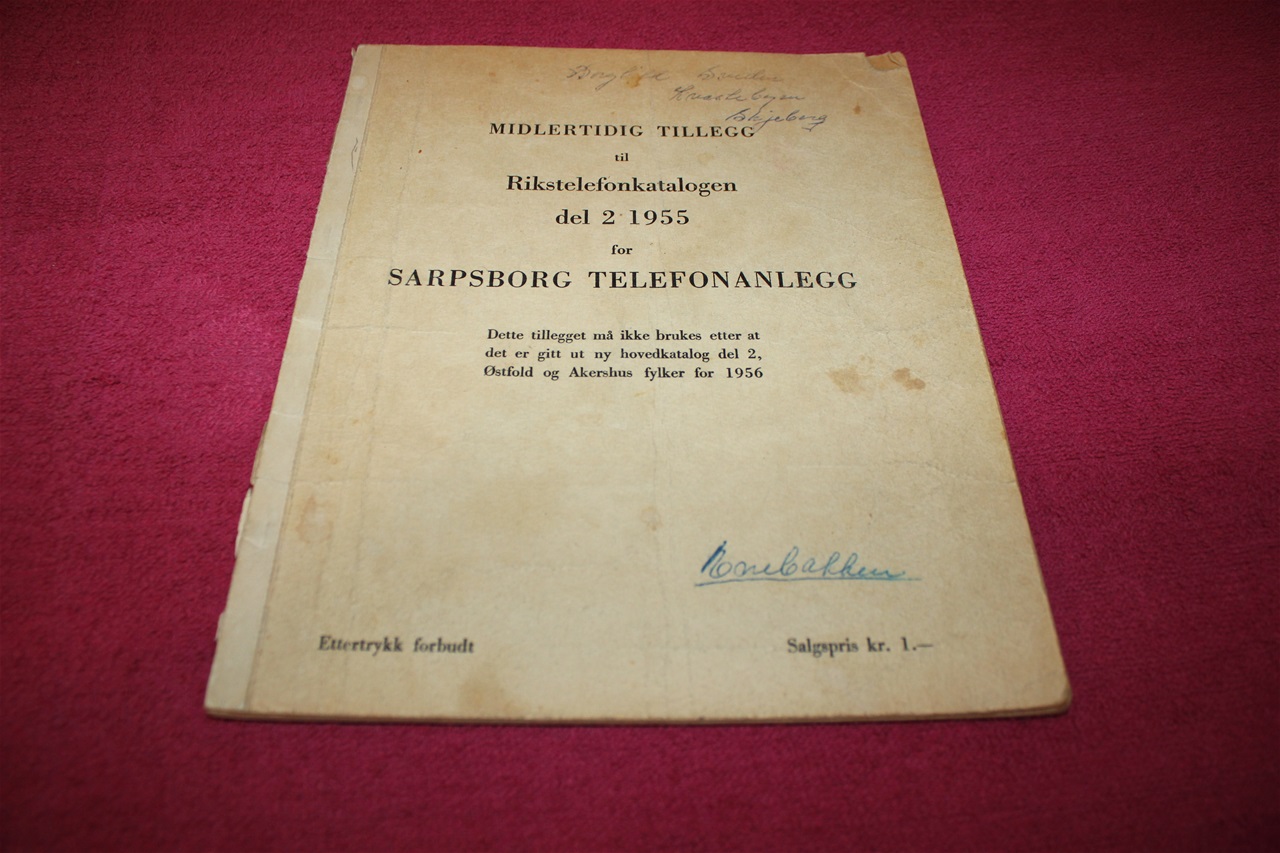 Skjeberg
MIDLERTIDIG TILLEGG
til
Rikstelefonkatalogen
del 2 1955
for
SARPSBORG TELEFONANLEGG
Dette tillegget må ikke brukes etter at
det er gitt ut ny hovedkatalog del 2,
Østfold og Akershus fylker for 1956
Ettertrykk forbudt
Salgspris kr. 1.—